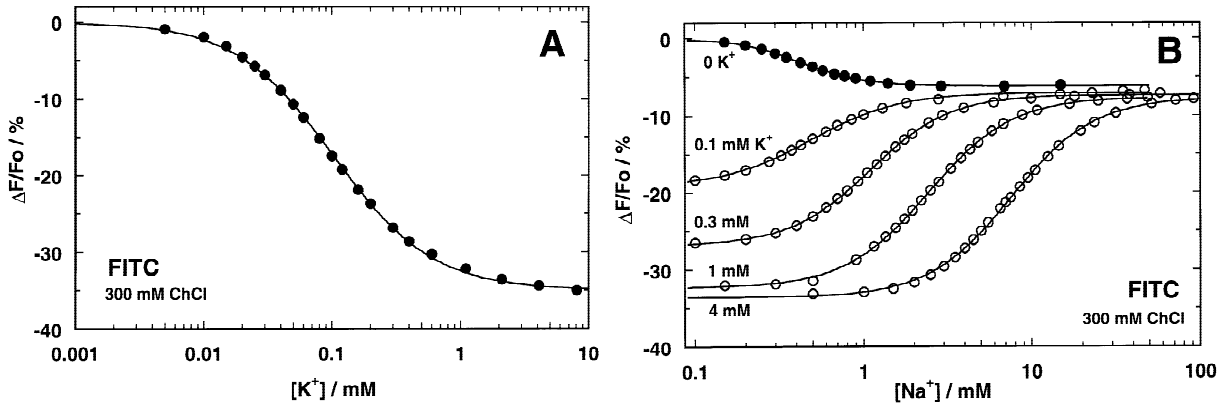 A
0
-10
-20
-30
-40
ΔF/Fo / %
FITC
300 mM ChCl
0.001
0.01
0.1
1
10
[K⁺] / mM
B
0
-10
-20
-30
-40
ΔF/Fo / %
0 K⁺
0.1 mM K⁺
0.3 mM
1 mM
4 mM
FITC
300 mM ChCl
0.1
1
10
100
[Na⁺] / mM